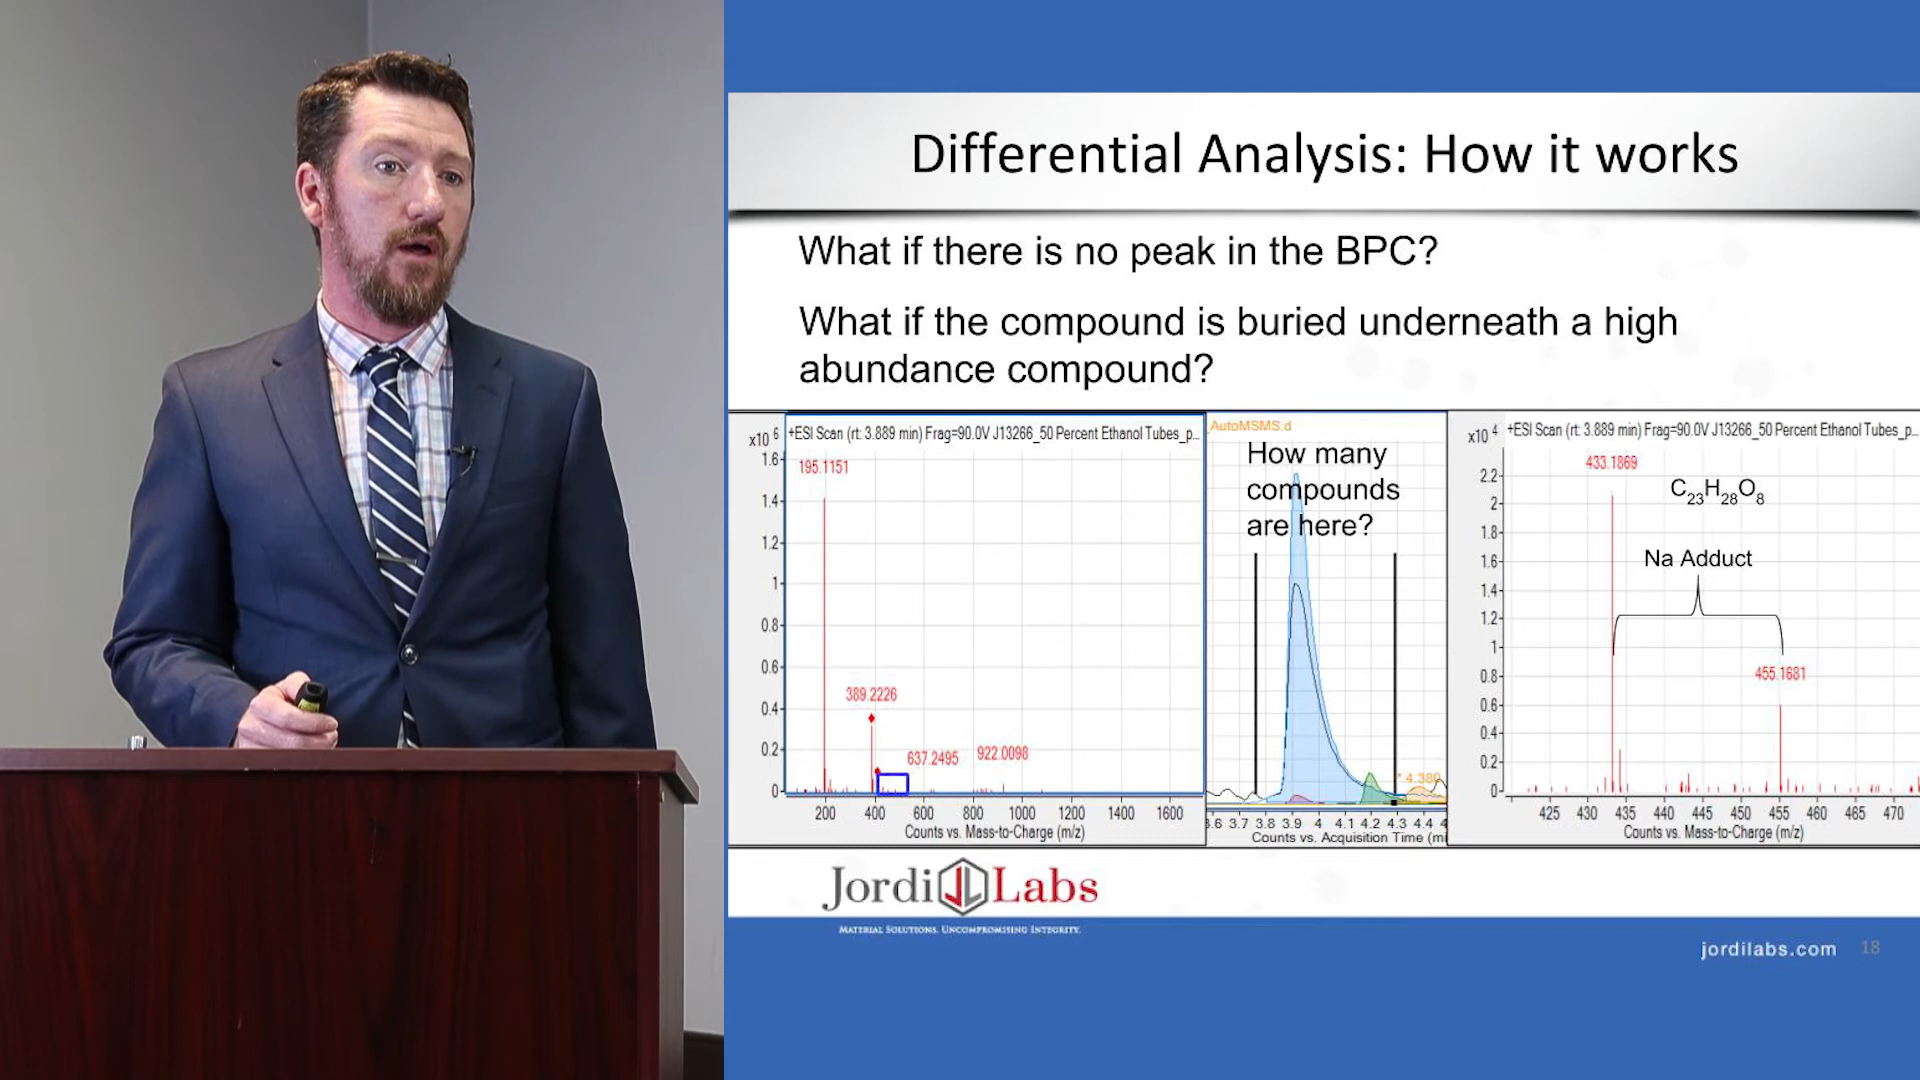 Differential Analysis: How it works
What if there is no peak in the BPC?
What if the compound is buried underneath a high
abundance compound?
x10 6
+ESI Scan (rt: 3.889 min) Frag=90.0V J13266_50 Percent Ethanol Tubes_p...
1.6
1.4
1.2
1
0.8
0.6
0.4
0.2
0
195.1151
389.2226
637.2495
922.0098
200 400 600 800 1000 1200 1400 1600
Counts vs. Mass-to-Charge (m/z)
_AutoMSMS.d
How many
compounds
are here?
* 4.380
3.7 3.8 3.9 4 4.1 4.2 4.3 4.4
Counts vs. Acquisition Time
x10 4
+ESI Scan (rt: 3.889 min) Frag=90.0V J13266_50 Percent Ethanol Tubes_p...
2.2
2
1.8
1.6
1.4
1.2
1
0.8
0.6
0.4
0.2
0
433.1869
C23H28O8
Na Adduct
455.1681
425 430 435 440 445 450 455 460 465 470
Counts vs. Mass-to-Charge (m/z)
Jordi JL Labs
MATERIAL SOLUTIONS. UNCOMPROMISING INTEGRITY.
jordilabs.com 18